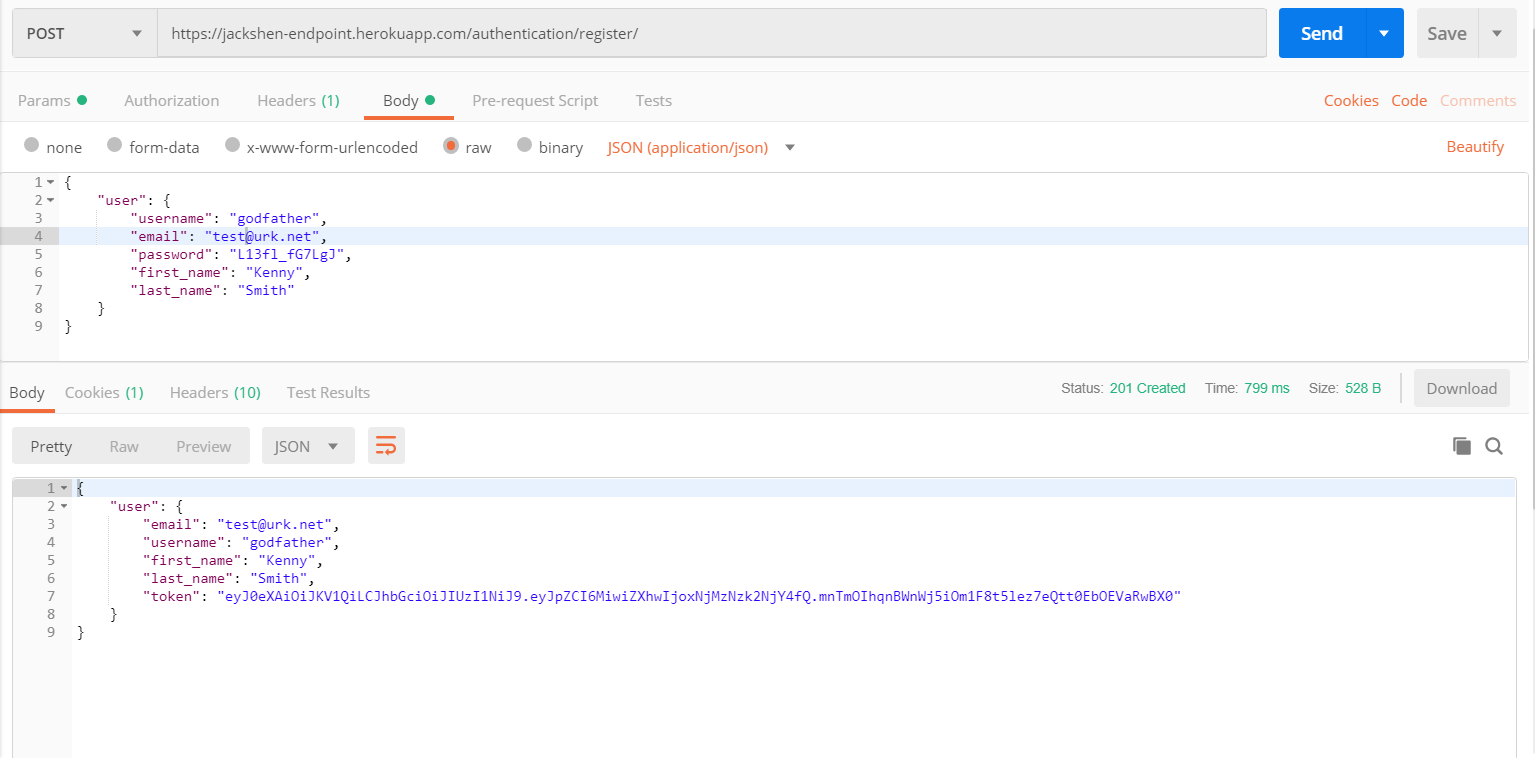 POST https://jackshen-endpoint.herokuapp.com/authentication/register/ Send Save
Params Authorization Headers (1) Body Pre-request Script Tests Cookies Code Comments
none form-data x-www-form-urlencoded raw binary JSON (application/json) Beautify
1 {
2 "user": {
3 "username": "godfather",
4 "email": "test@urk.net",
5 "password": "L13fl_fG7LgJ",
6 "first_name": "Kenny",
7 "last_name": "Smith"
8 }
9 }
Body Cookies (1) Headers (10) Test Results Status: 201 Created Time: 799 ms Size: 528 B Download
Pretty Raw Preview JSON
1 {
2 "user": {
3 "email": "test@urk.net",
4 "username": "godfather",
5 "first_name": "Kenny",
6 "last_name": "Smith",
7 "token": "eyJ0eXAiOiJKV1QiLCJhbGciOiJIUzI1NiJ9.eyJpZCI6MiwiZXhwIjoxNjMzNzk2NjY4fQ.mnTmOIhqnBWnWj5iOm1F8t5lez7eQtt0EbOEVaRwBX0"
8 }
9 }